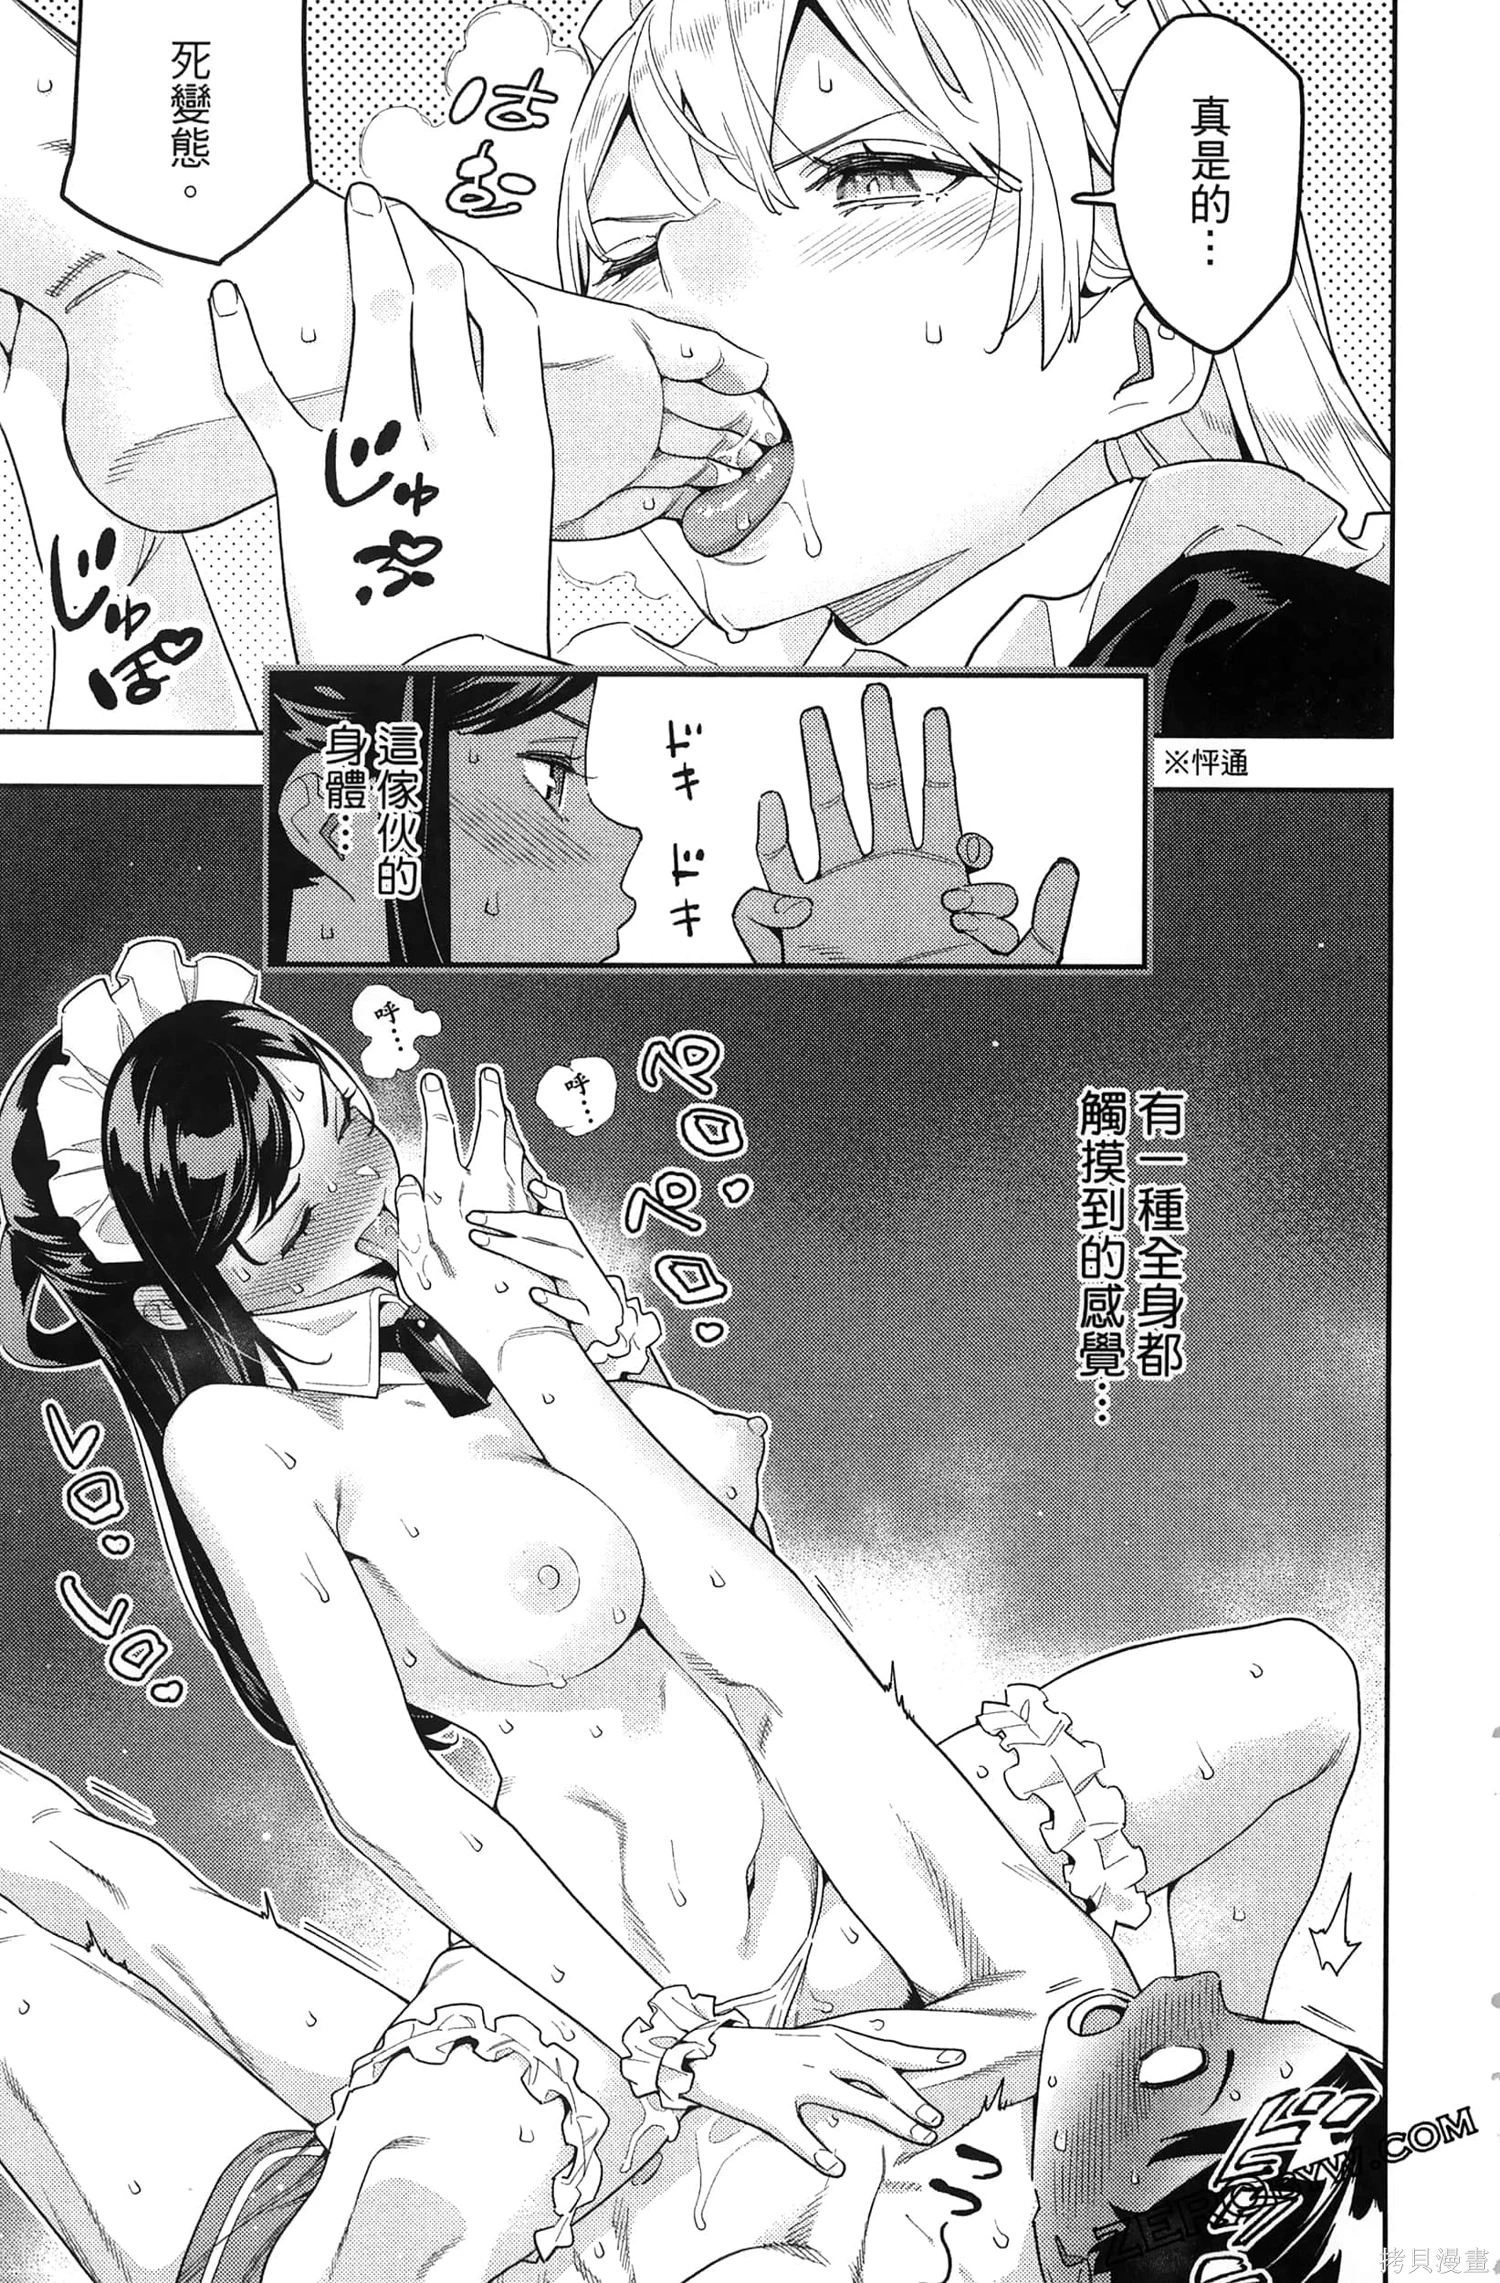 真是的…
死變態。
はむ
じゅぷ
じゅぽ
※怦通
ドキ
ドキ
這傢伙的
身體…
有一種全身都
觸摸到的感覺…
呼…
呼…
ペロ
ペロ
レロ
レロ
ZEROBYW.COM
拷貝漫畫